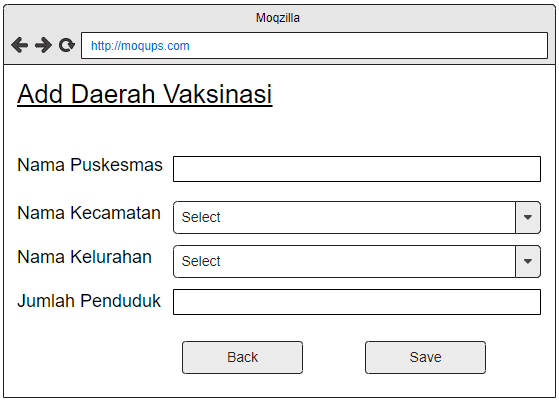 Moqzilla
http://moqups.com
Add Daerah Vaksinasi
Nama Puskesmas
Nama Kecamatan Select
Nama Kelurahan Select
Jumlah Penduduk
Back Save